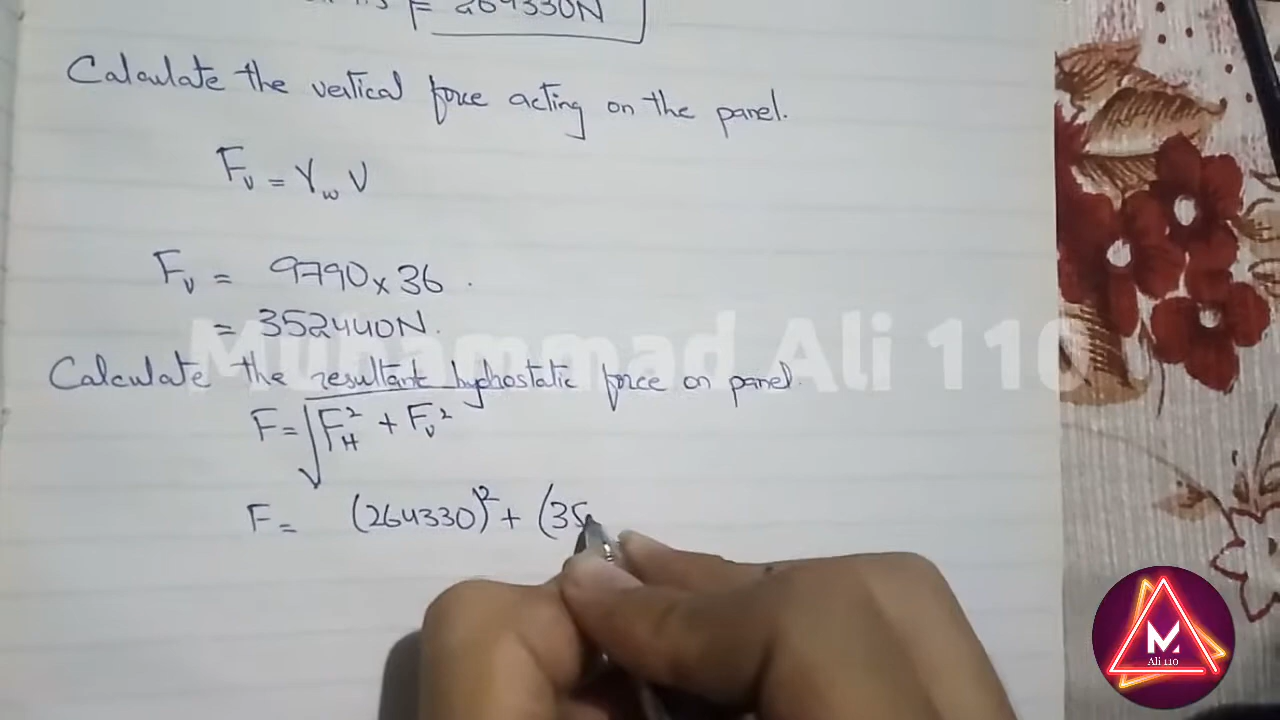 F = 264330N
Calculate the vertical force acting on the panel.
Fv = γw V
Fv = 9790 x 36 .
= 352440N.
Muhammad Ali 110
Calculate the resultant hydrostatic force on panel.
F = √FH² + Fv²
F = (264330)² + (35
M
Ali 110